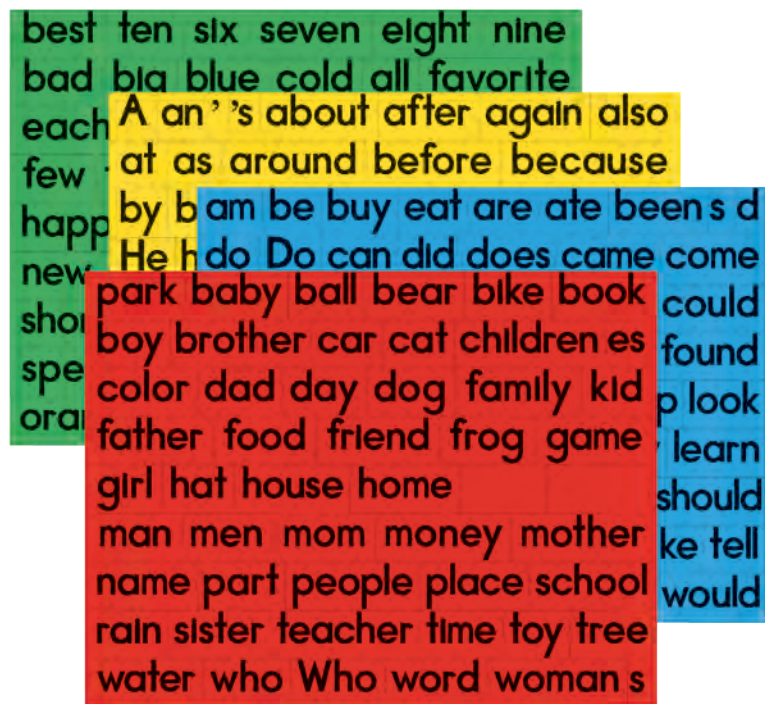 best ten six seven eight nine
bad big blue cold all favorite
each
few
happ
new
shor
spe
ora
A an ’ ’s about after again also
at as around before because
by b
He h
am be buy eat are ate been s d
do Do can did does came come
could
found
p look
learn
should
ke tell
would
park baby ball bear bike book
boy brother car cat children es
color dad day dog family kid
father food friend frog game
girl hat house home
man men mom money mother
name part people place school
rain sister teacher time toy tree
water who Who word woman s